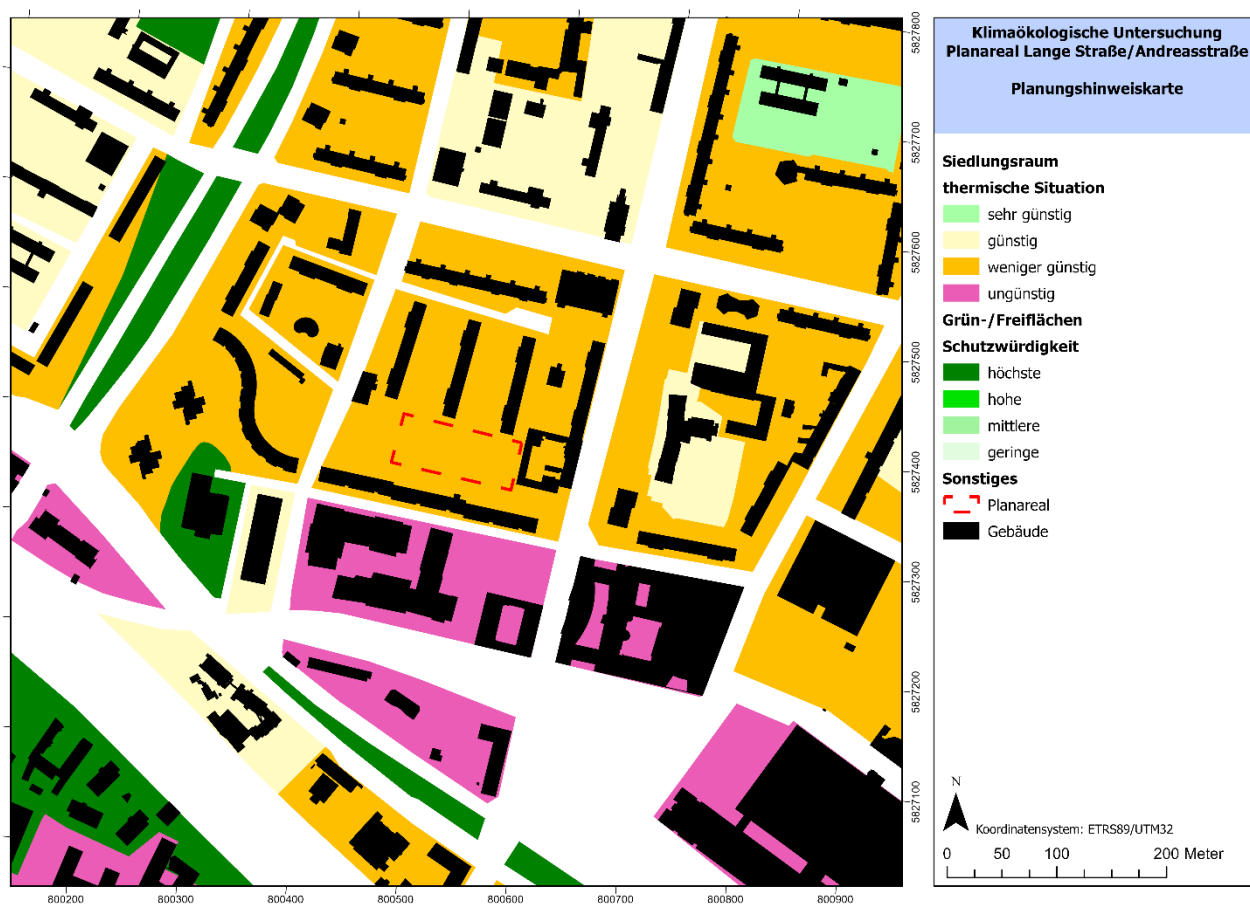 Klimaökologische Untersuchung
Planareal Lange Straße/Andreasstraße
Planungshinweiskarte
Siedlungsraum
thermische Situation
sehr günstig
günstig
weniger günstig
ungünstig
Grün-/Freiflächen
Schutzwürdigkeit
höchste
hohe
mittlere
geringe
Sonstiges
Planareal
Gebäude
N
Koordinatensystem: ETRS89/UTM32
0 50 100 200 Meter
5827800
5827700
5827600
5827500
5827400
5827300
5827200
5827100
800200 800300 800400 800500 800600 800700 800800 800900